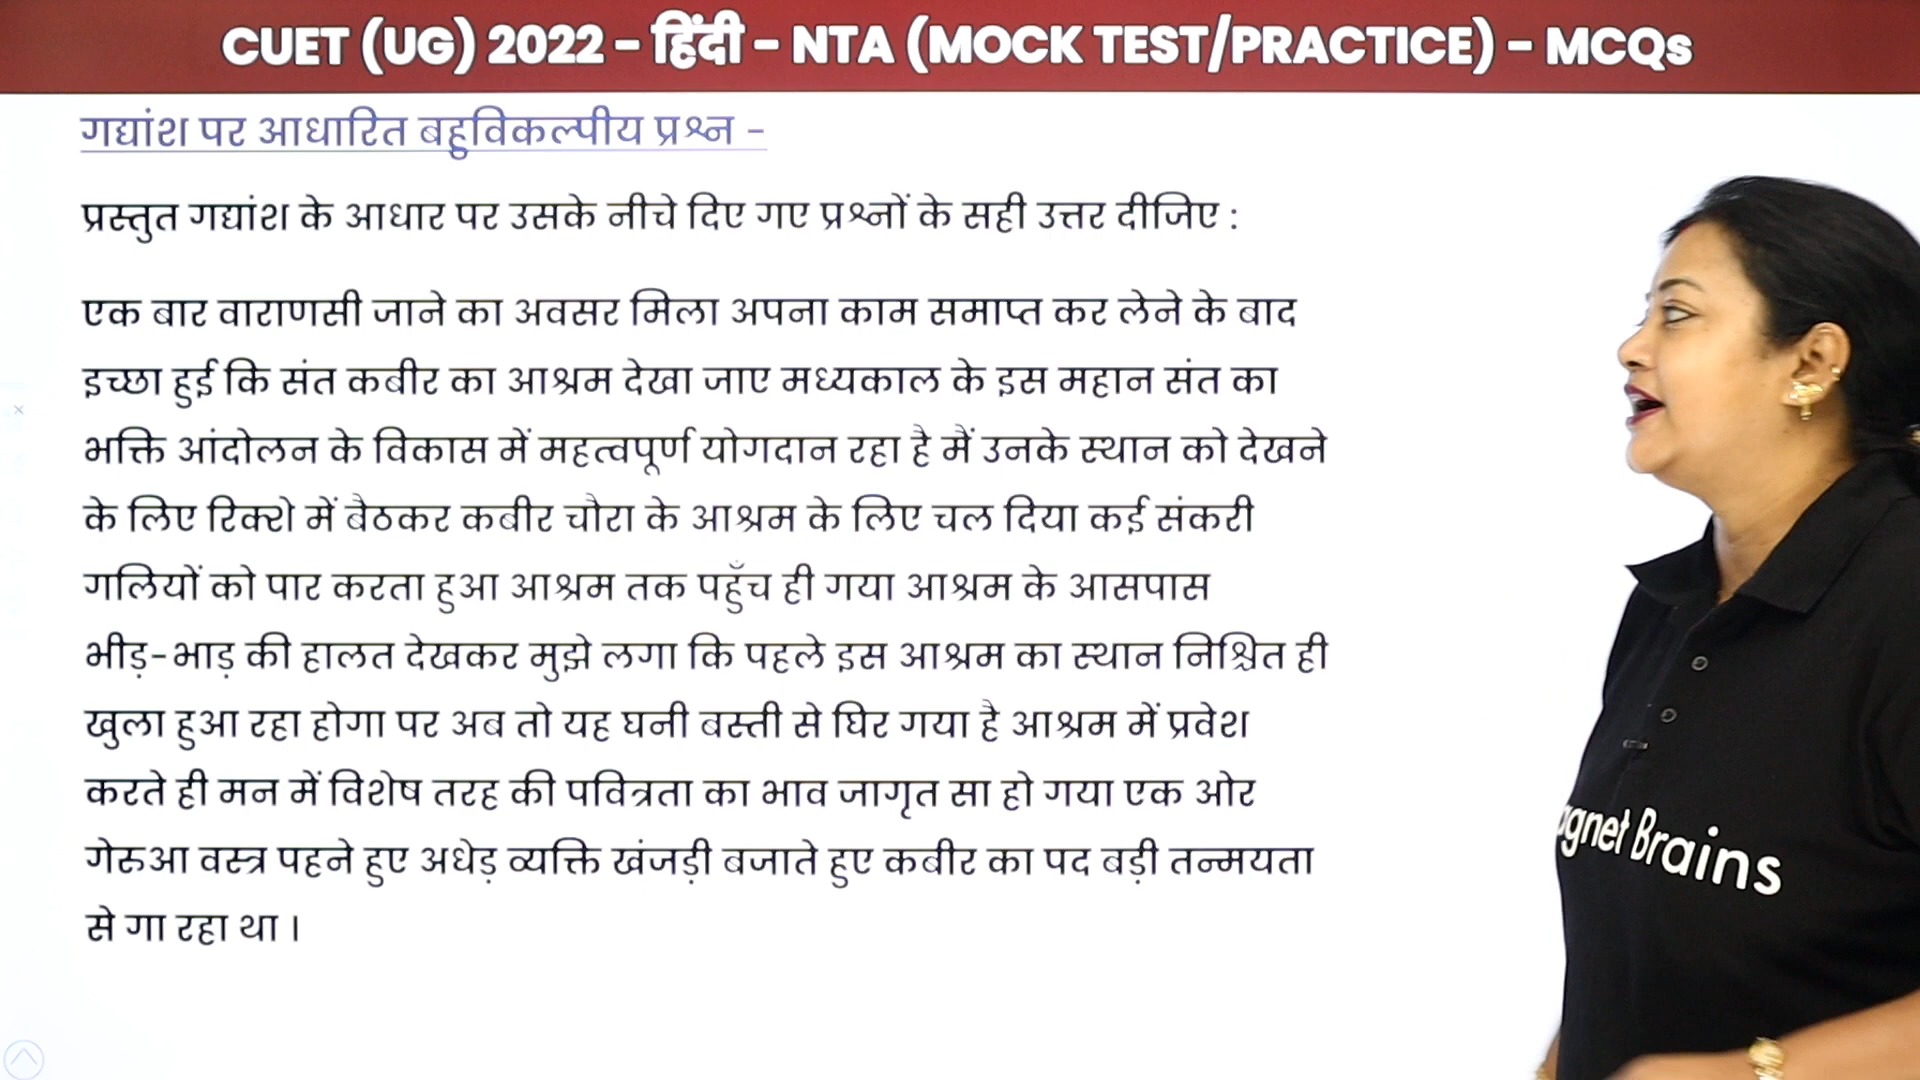 CUET (UG) 2022 – हिंदी – NTA (MOCK TEST/PRACTICE) – MCQs
गद्यांश पर आधारित बहुविकल्पीय प्रश्न –
प्रस्तुत गद्यांश के आधार पर उसके नीचे दिए गए प्रश्नों के सही उत्तर दीजिए :
एक बार वाराणसी जाने का अवसर मिला अपना काम समाप्त कर लेने के बाद
इच्छा हुई कि संत कबीर का आश्रम देखा जाए मध्यकाल के इस महान संत का
भक्ति आंदोलन के विकास में महत्वपूर्ण योगदान रहा है मैं उनके स्थान को देखने
के लिए रिक्शे में बैठकर कबीर चौरा के आश्रम के लिए चल दिया कई संकरी
गलियों को पार करता हुआ आश्रम तक पहुँच ही गया आश्रम के आसपास
भीड़-भाड़ की हालत देखकर मुझे लगा कि पहले इस आश्रम का स्थान निश्चित ही
खुला हुआ रहा होगा पर अब तो यह घनी बस्ती से घिर गया है आश्रम में प्रवेश
करते ही मन में विशेष तरह की पवित्रता का भाव जागृत सा हो गया एक ओर
गेरुआ वस्त्र पहने हुए अधेड़ व्यक्ति खंजड़ी बजाते हुए कबीर का पद बड़ी तन्मयता
से गा रहा था ।
agnet Brains